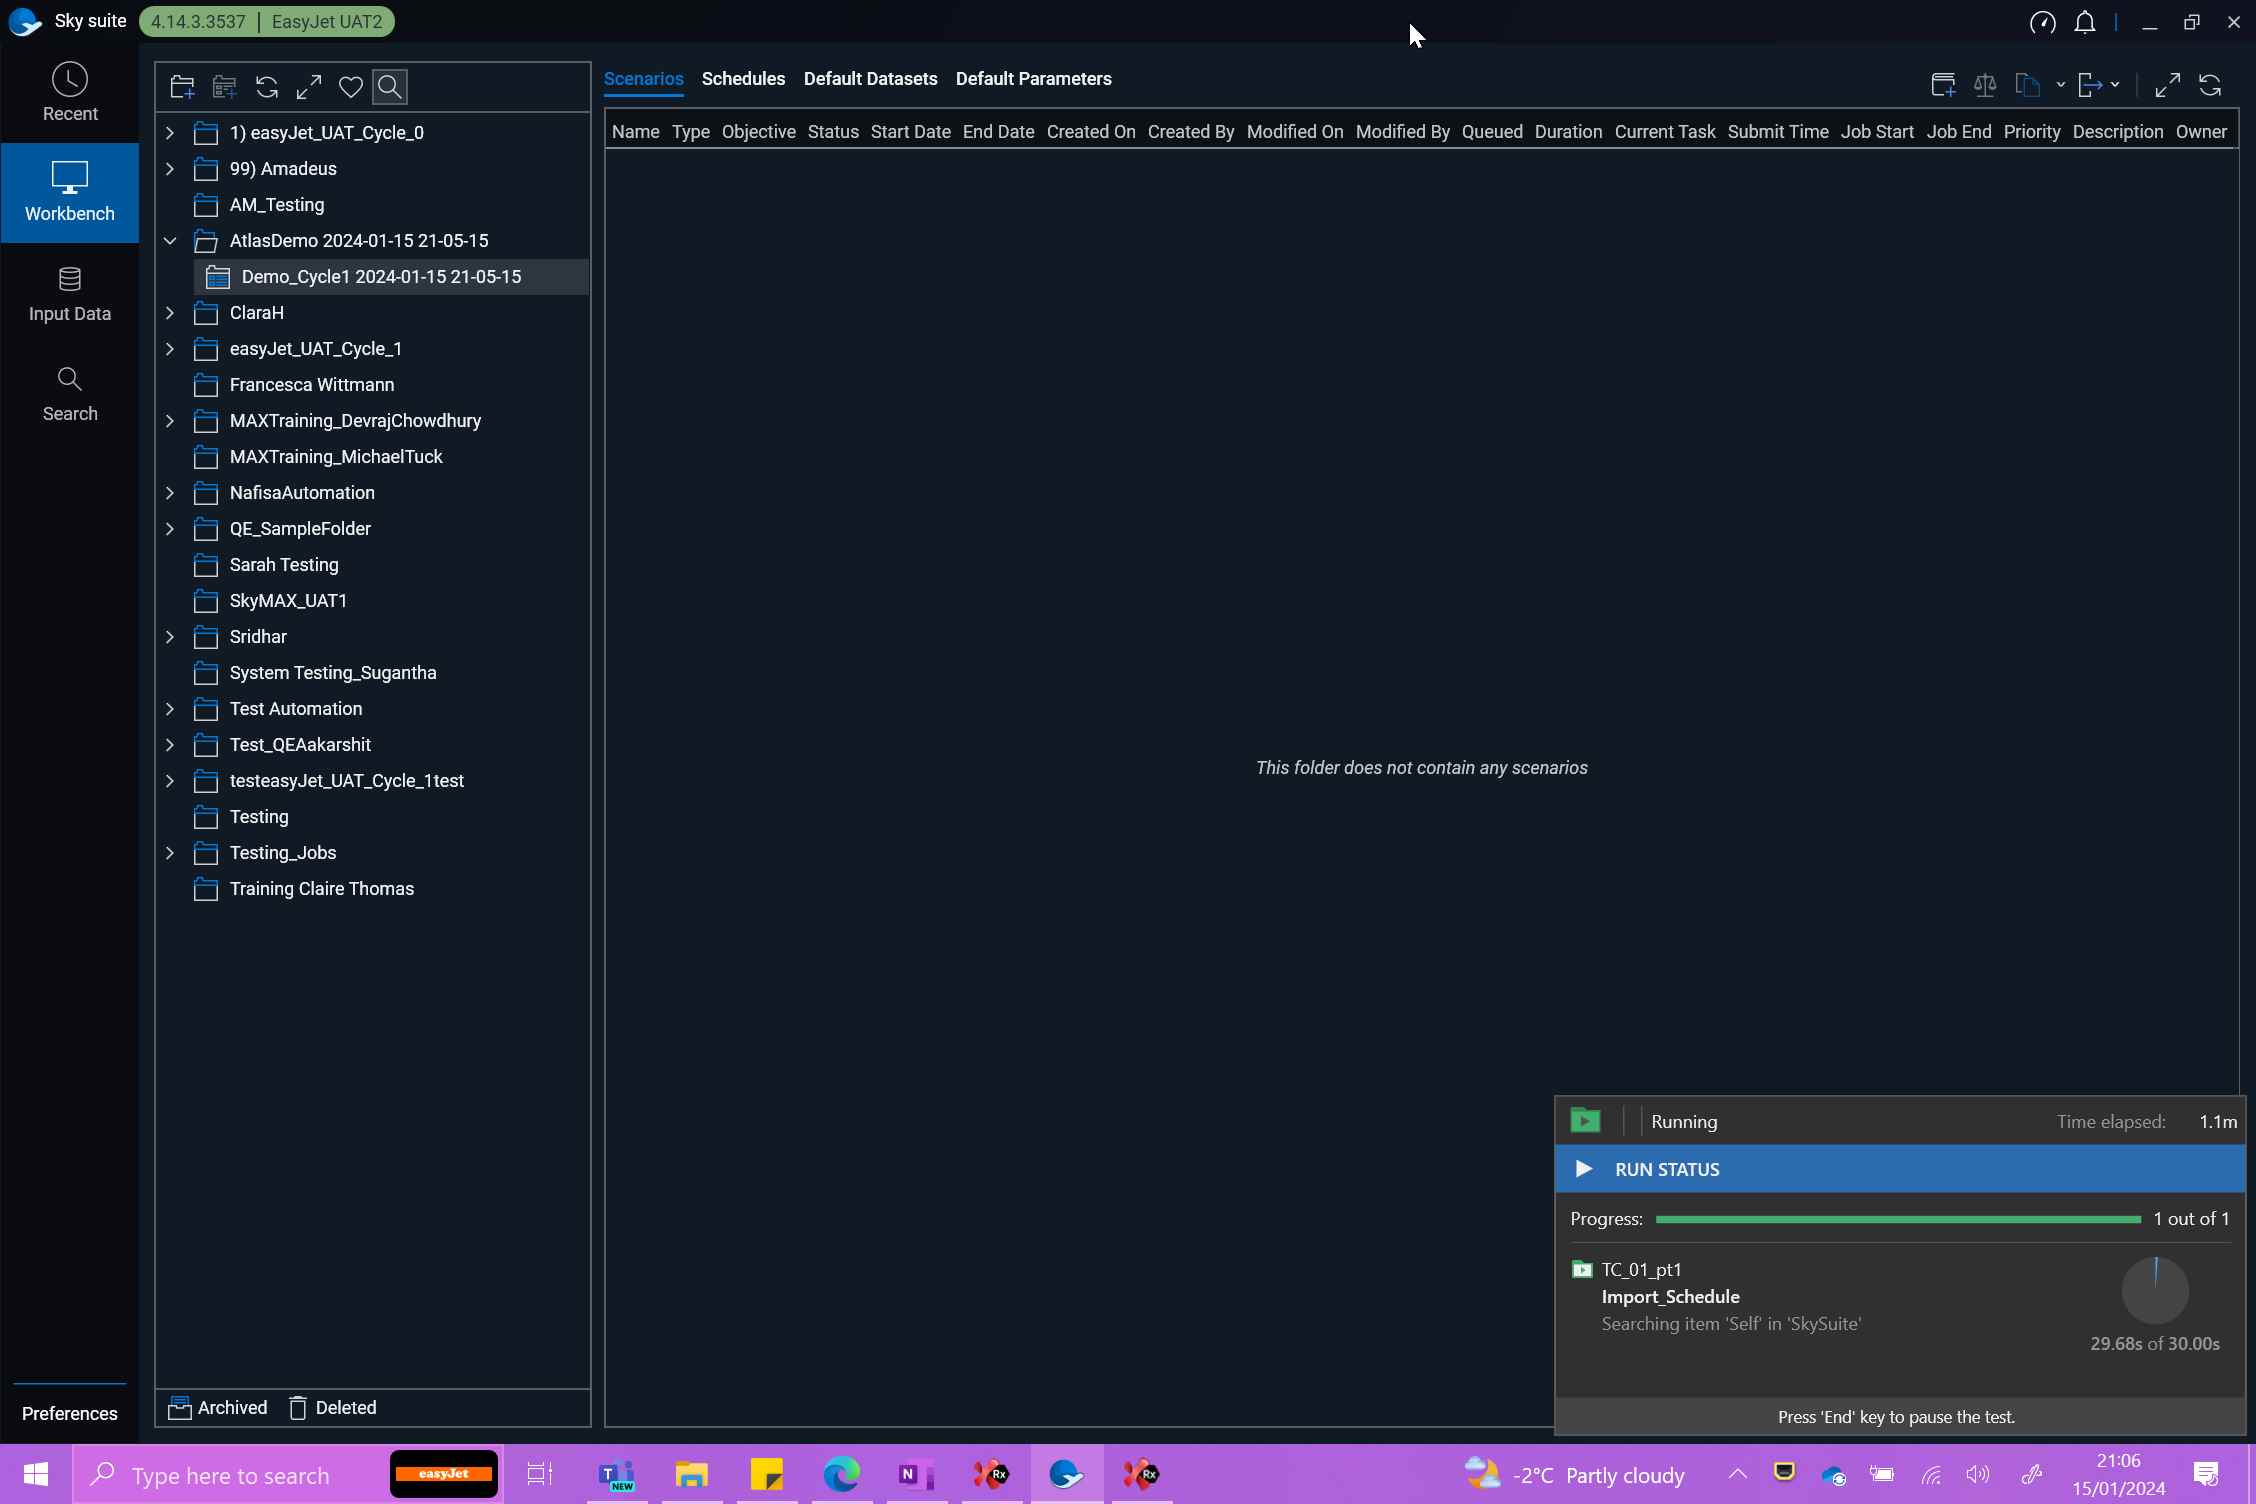 Sky suite 4.14.3.3537 | EasyJet UAT2
Recent
Workbench
Input Data
Search
Preferences
1) easyJet_UAT_Cycle_0
99) Amadeus
AM_Testing
AtlasDemo 2024-01-15 21-05-15
Demo_Cycle1 2024-01-15 21-05-15
ClaraH
easyJet_UAT_Cycle_1
Francesca Wittmann
MAXTraining_DevrajChowdhury
MAXTraining_MichaelTuck
NafisaAutomation
QE_SampleFolder
Sarah Testing
SkyMAX_UAT1
Sridhar
System Testing_Sugantha
Test Automation
Test_QEAakarshit
testeasyJet_UAT_Cycle_1test
Testing
Testing_Jobs
Training Claire Thomas
Archived Deleted
Scenarios Schedules Default Datasets Default Parameters
Name Type Objective Status Start Date End Date Created On Created By Modified On Modified By Queued Duration Current Task Submit Time Job Start Job End Priority Description Owner
This folder does not contain any scenarios
Running Time elapsed: 1.1m
RUN STATUS
Progress: 1 out of 1
TC_01_pt1
Import_Schedule
Searching item 'Self' in 'SkySuite'
29.68s of 30.00s
Press 'End' key to pause the test.
Type here to search
easyJet
T
NEW
N
Rx
Rx
-2°C Partly cloudy
21:06
15/01/2024